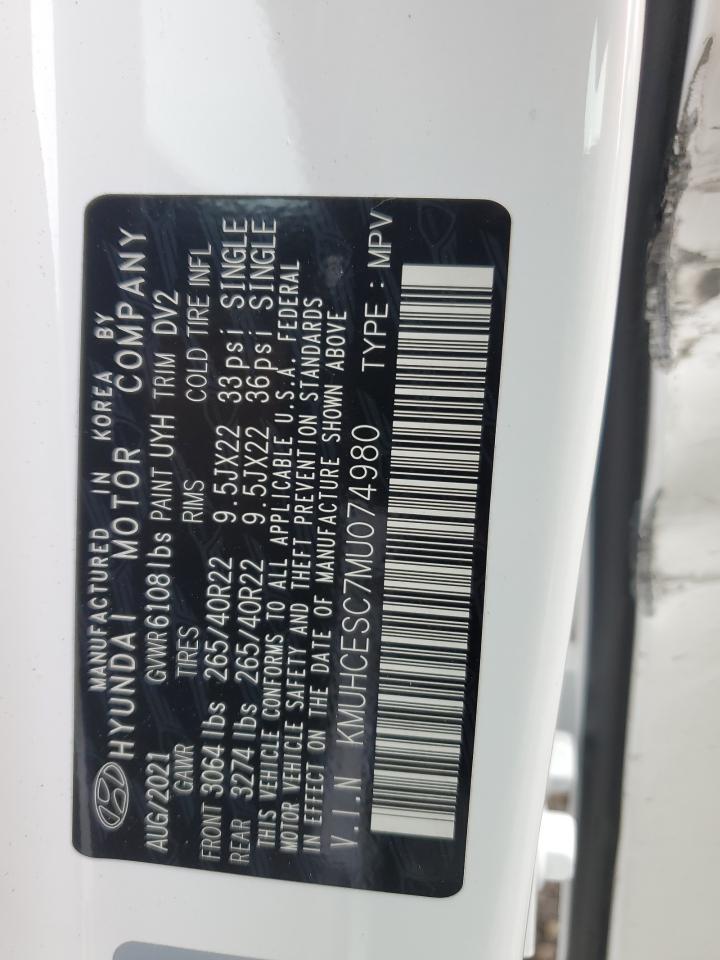 MANUFACTURED IN KOREA BY
HYUNDAI MOTOR COMPANY
AUG/2021 GVWR6108lbs PAINT UYH TRIM DV2
GAWR TIRES RIMS COLD TIRE INFL
FRONT 3064lbs 265/40R22 9.5JX22 33psi SINGLE
REAR 3274lbs 265/40R22 9.5JX22 36psi SINGLE
THIS VEHICLE CONFORMS TO ALL APPLICABLE U.S.A. FEDERAL
MOTOR VEHICLE SAFETY AND THEFT PREVENTION STANDARDS
IN EFFECT ON THE DATE OF MANUFACTURE SHOWN ABOVE
V.I.N KMUHCESC7MU074980 TYPE : MPV